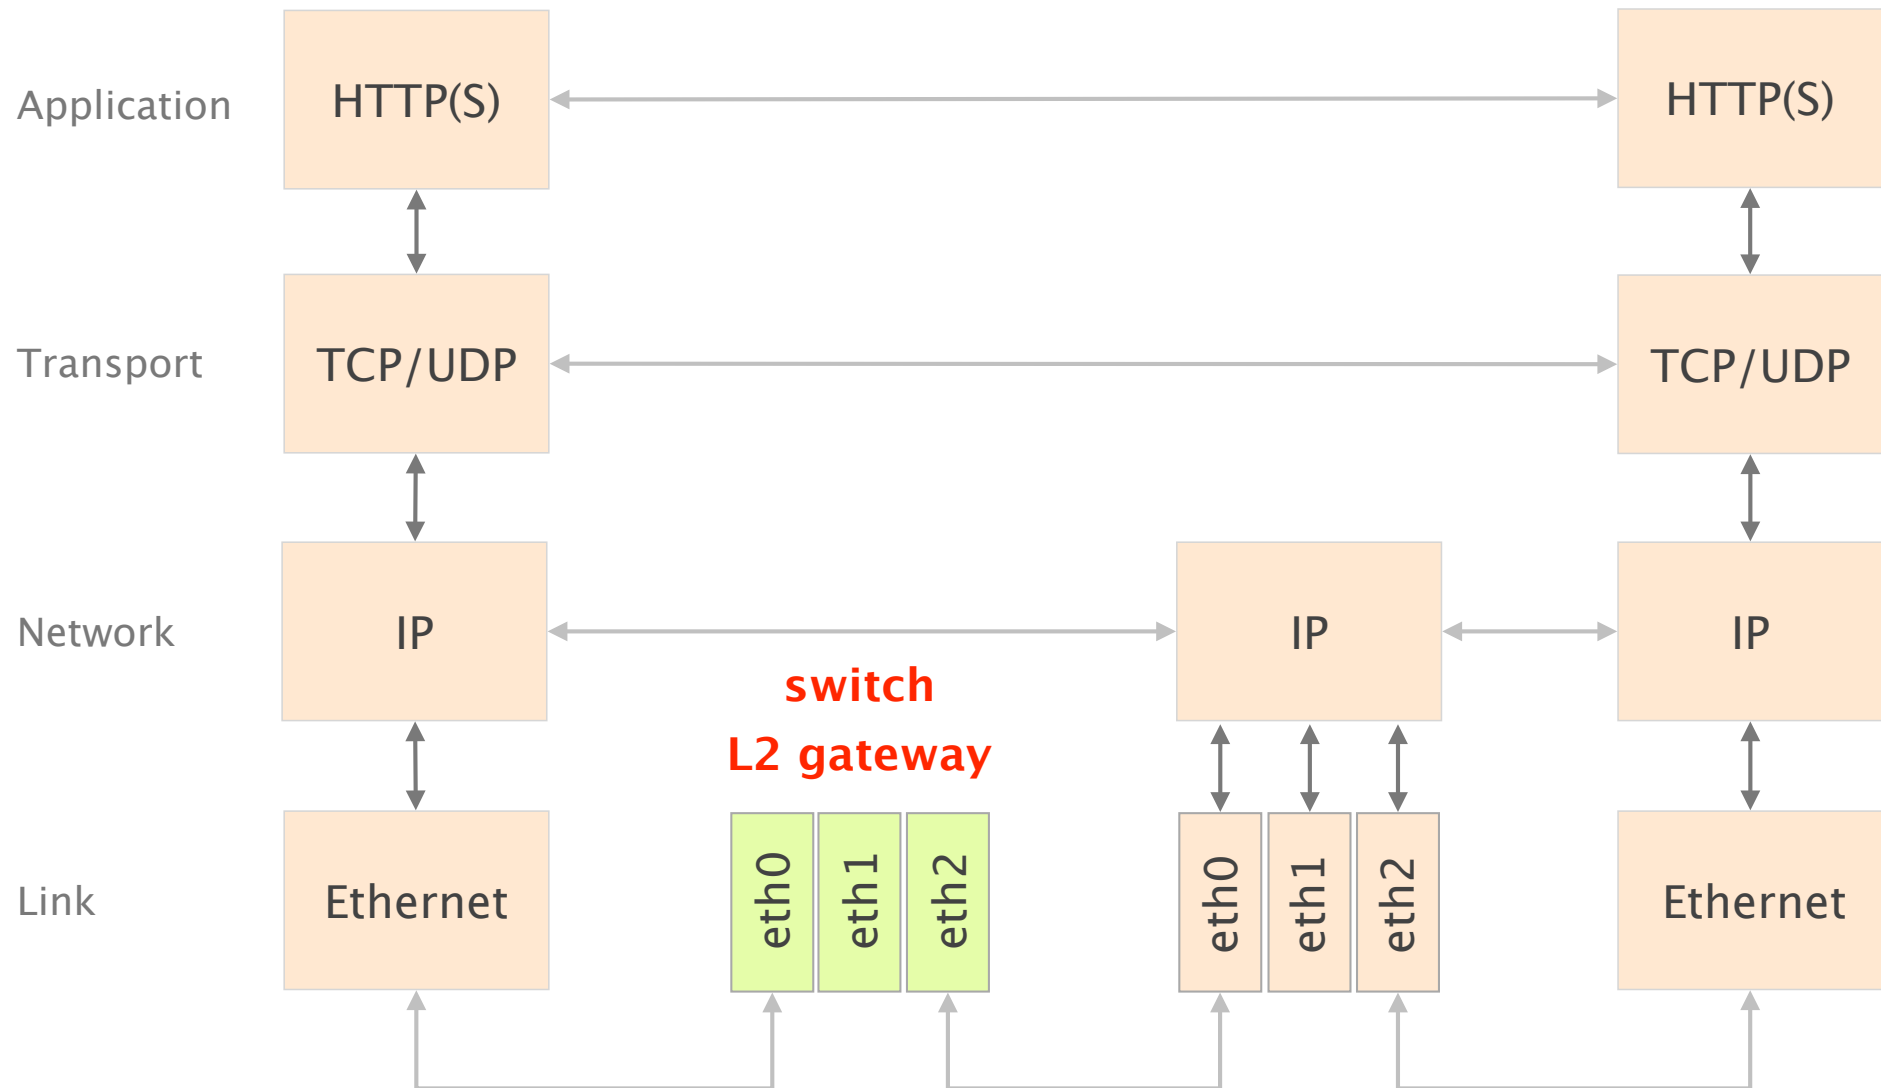 Application
HTTP(S)
HTTP(S)
Transport
TCP/UDP
TCP/UDP
Network
IP
IP
IP
switch
L2 gateway
Link
Ethernet
eth0
eth1
eth2
eth0
eth1
eth2
Ethernet